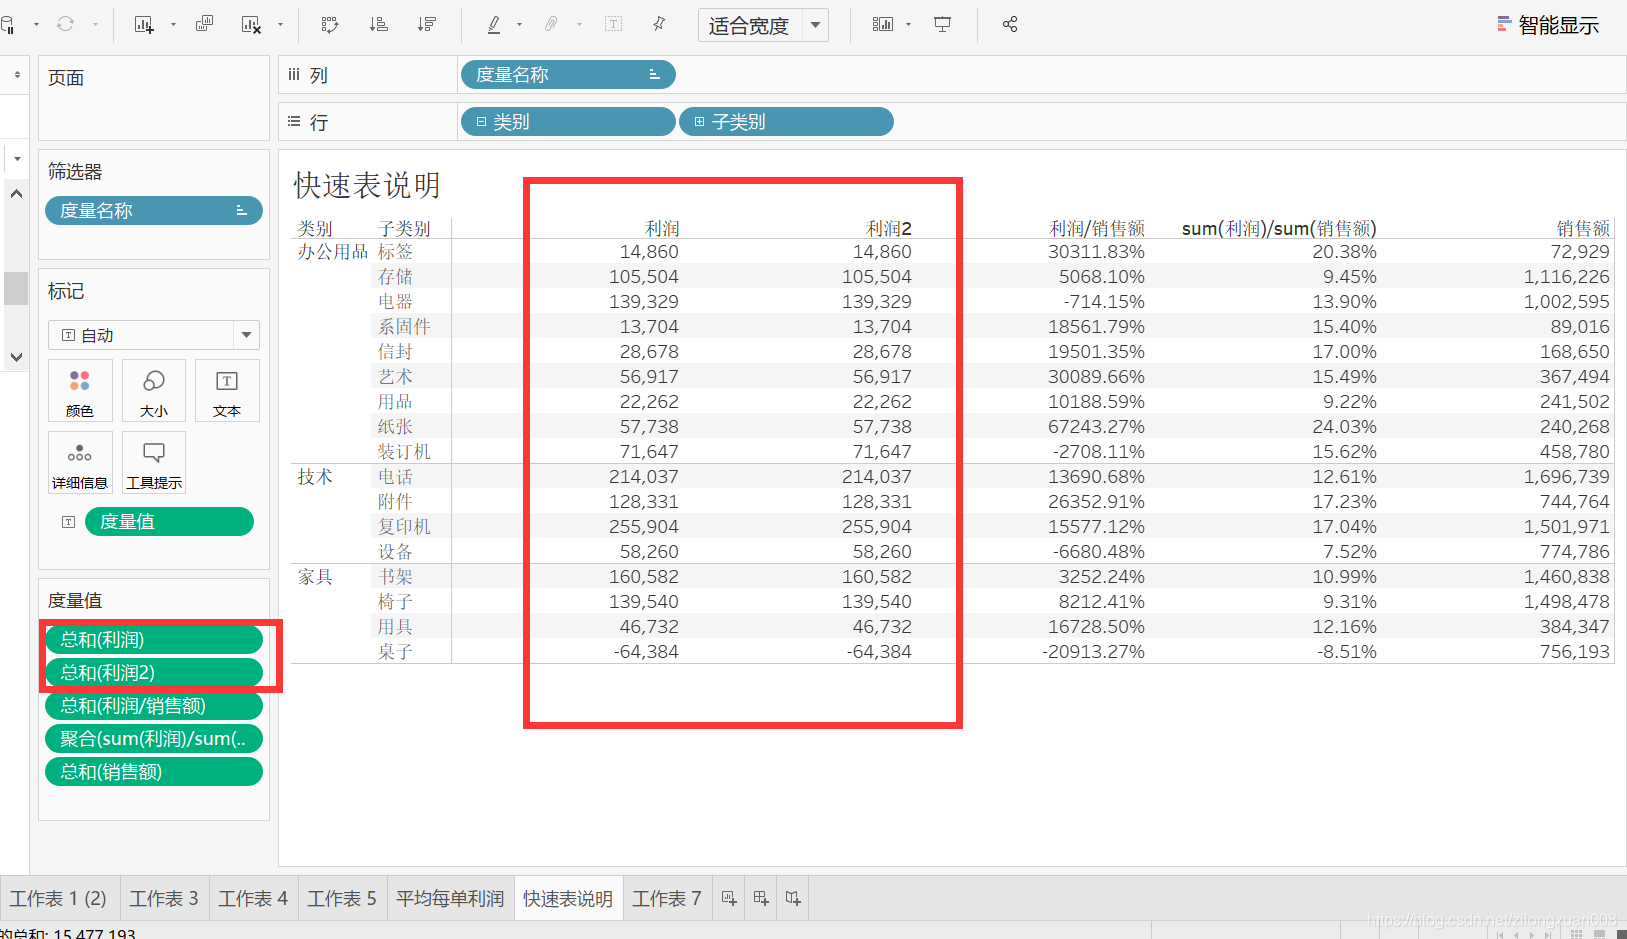 适合宽度
智能显示
页面
列
度量名称
行
类别
子类别
筛选器
度量名称
标记
自动
颜色
大小
文本
详细信息
工具提示
度量值
度量值
总和(利润)
总和(利润2)
总和(利润/销售额)
聚合(sum(利润)/sum(..
总和(销售额)
快速表说明
类别 子类别 利润 利润2 利润/销售额 sum(利润)/sum(销售额) 销售额
办公用品 标签 14,860 14,860 30311.83% 20.38% 72,929
存储 105,504 105,504 5068.10% 9.45% 1,116,226
电器 139,329 139,329 -714.15% 13.90% 1,002,595
系固件 13,704 13,704 18561.79% 15.40% 89,016
信封 28,678 28,678 19501.35% 17.00% 168,650
艺术 56,917 56,917 30089.66% 15.49% 367,494
用品 22,262 22,262 10188.59% 9.22% 241,502
纸张 57,738 57,738 67243.27% 24.03% 240,268
装订机 71,647 71,647 -2708.11% 15.62% 458,780
技术 电话 214,037 214,037 13690.68% 12.61% 1,696,739
附件 128,331 128,331 26352.91% 17.23% 744,764
复印机 255,904 255,904 15577.12% 17.04% 1,501,971
设备 58,260 58,260 -6680.48% 7.52% 774,786
家具 书架 160,582 160,582 3252.24% 10.99% 1,460,838
椅子 139,540 139,540 8212.41% 9.31% 1,498,478
用具 46,732 46,732 16728.50% 12.16% 384,347
桌子 -64,384 -64,384 -20913.27% -8.51% 756,193
工作表 1 (2) 工作表 3 工作表 4 工作表 5 平均每单利润 快速表说明 工作表 7
的总和: 15,477,193
https://blog.csdn.net/zilongxuan008